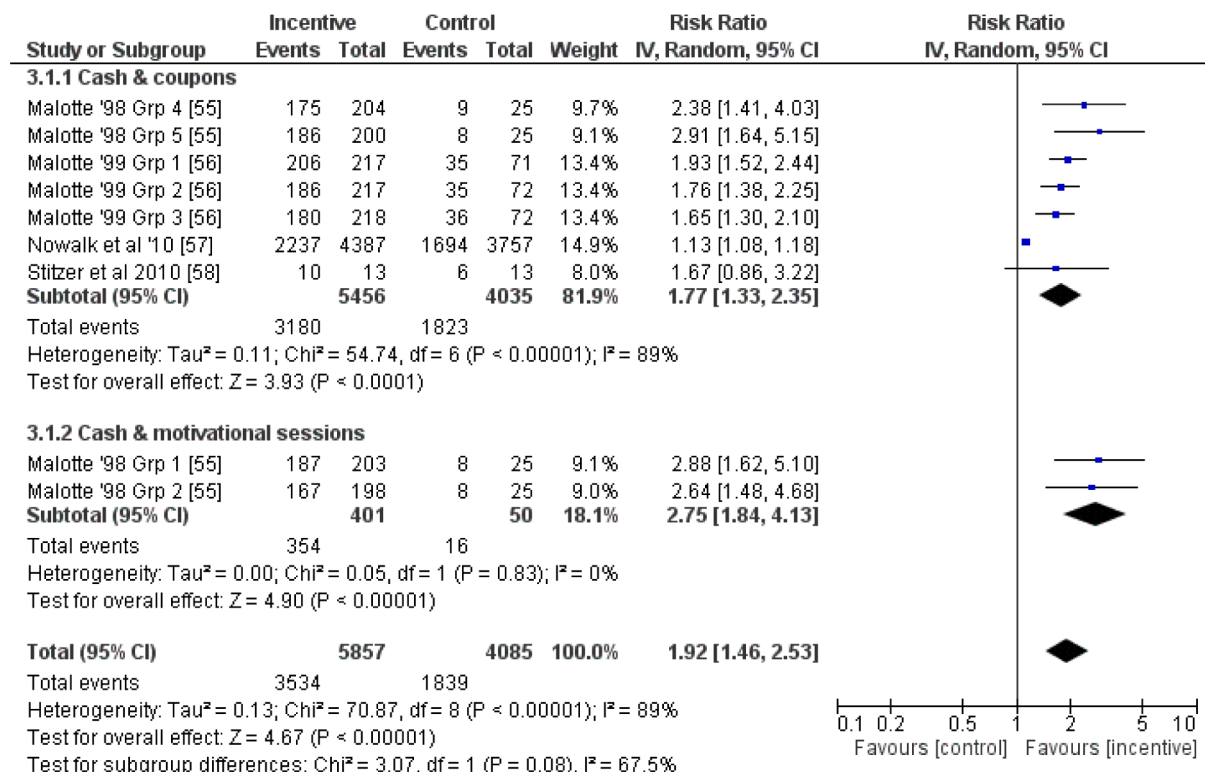 Incentive Control Risk Ratio Risk Ratio
Study or Subgroup Events Total Events Total Weight IV, Random, 95% CI IV, Random, 95% CI
3.1.1 Cash & coupons
Malotte '98 Grp 4 [55] 175 204 9 25 9.7% 2.38 [1.41, 4.03]
Malotte '98 Grp 5 [55] 186 200 8 25 9.1% 2.91 [1.64, 5.15]
Malotte '99 Grp 1 [56] 206 217 35 71 13.4% 1.93 [1.52, 2.44]
Malotte '99 Grp 2 [56] 186 217 35 72 13.4% 1.76 [1.38, 2.25]
Malotte '99 Grp 3 [56] 180 218 36 72 13.4% 1.65 [1.30, 2.10]
Nowalk et al '10 [57] 2237 4387 1694 3757 14.9% 1.13 [1.08, 1.18]
Stitzer et al 2010 [58] 10 13 6 13 8.0% 1.67 [0.86, 3.22]
Subtotal (95% CI) 5456 4035 81.9% 1.77 [1.33, 2.35]
Total events 3180 1823
Heterogeneity: Tau² = 0.11; Chi² = 54.74, df = 6 (P < 0.00001); I² = 89%
Test for overall effect: Z = 3.93 (P < 0.0001)
3.1.2 Cash & motivational sessions
Malotte '98 Grp 1 [55] 187 203 8 25 9.1% 2.88 [1.62, 5.10]
Malotte '98 Grp 2 [55] 167 198 8 25 9.0% 2.64 [1.48, 4.68]
Subtotal (95% CI) 401 50 18.1% 2.75 [1.84, 4.13]
Total events 354 16
Heterogeneity: Tau² = 0.00; Chi² = 0.05, df = 1 (P = 0.83); I² = 0%
Test for overall effect: Z = 4.90 (P < 0.00001)
Total (95% CI) 5857 4085 100.0% 1.92 [1.46, 2.53]
Total events 3534 1839
Heterogeneity: Tau² = 0.13; Chi² = 70.87, df = 8 (P < 0.00001); I² = 89%
Test for overall effect: Z = 4.67 (P < 0.00001)
Test for subgroup differences: Chi² = 3.07, df = 1 (P = 0.08), I² = 67.5%
0.1 0.2 0.5 1 2 5 10
Favours [control] Favours [incentive]